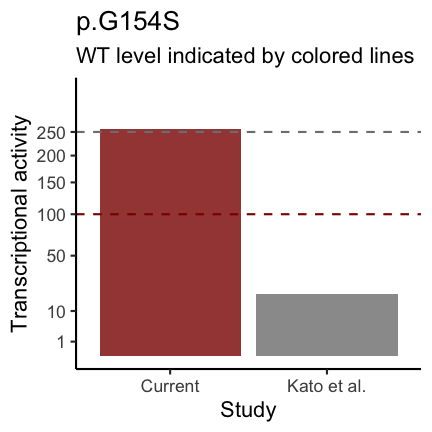 p.G154S
WT level indicated by colored lines
Transcriptional activity
250
200
150
100
50
10
1
Current
Kato et al.
Study